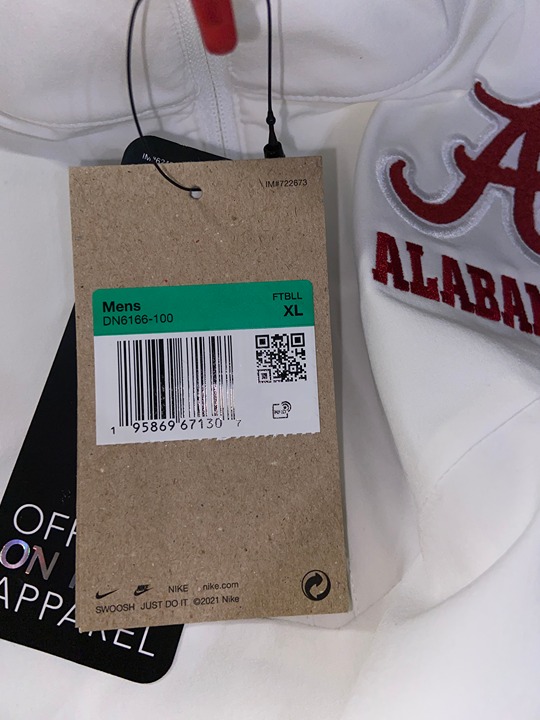 \ IM#722673
Mens
DN6166-100
FTBLL
XL
1 95869 67130 7
NIKE nike.com
SWOOSH JUST DO IT ©2021 Nike
A
ALABAM
OFF
ON
APPAREL